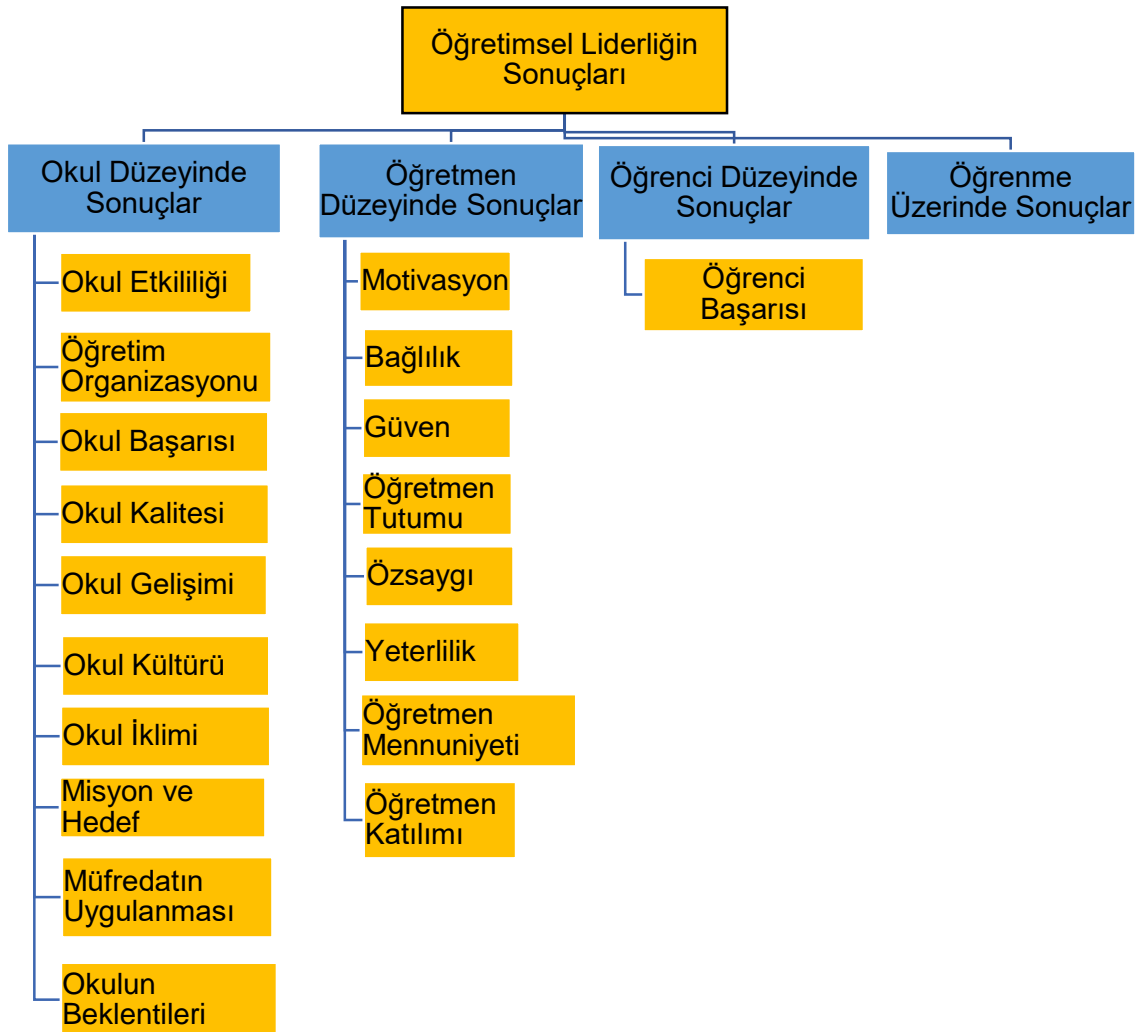 Öğretimsel Liderliğin
Sonuçları
Okul Düzeyinde
Sonuçlar
Okul Etkililiği
Öğretim
Organizasyonu
Okul Başarısı
Okul Kalitesi
Okul Gelişimi
Okul Kültürü
Okul İklimi
Misyon ve
Hedef
Müfredatın
Uygulanması
Okulun
Beklentileri
Öğretmen
Düzeyinde Sonuçlar
Motivasyon
Bağlılık
Güven
Öğretmen
Tutumu
Özsaygı
Yeterlilik
Öğretmen
Mennuniyeti
Öğretmen
Katılımı
Öğrenci Düzeyinde
Sonuçlar
Öğrenci
Başarısı
Öğrenme
Üzerinde Sonuçlar